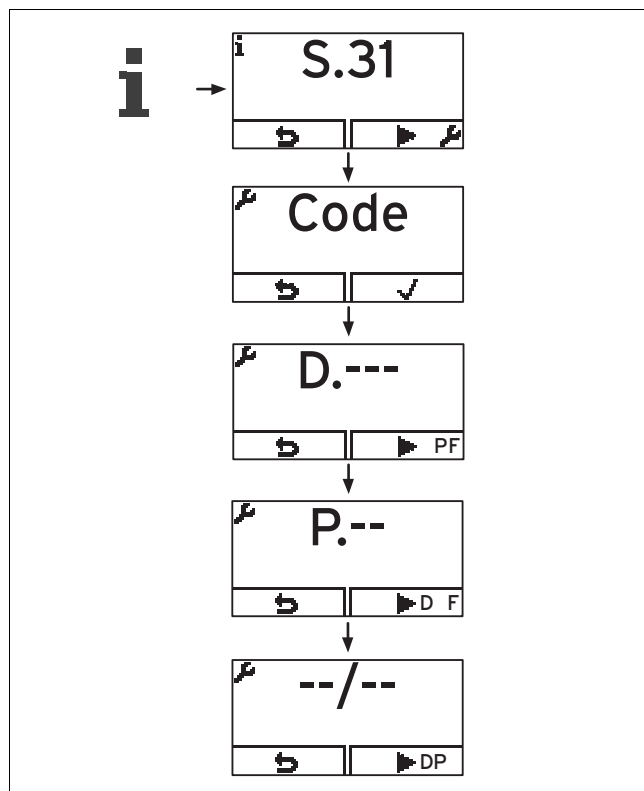 i
i
S.31
Code
D.---
PF
P.--
D F
--/--
DP